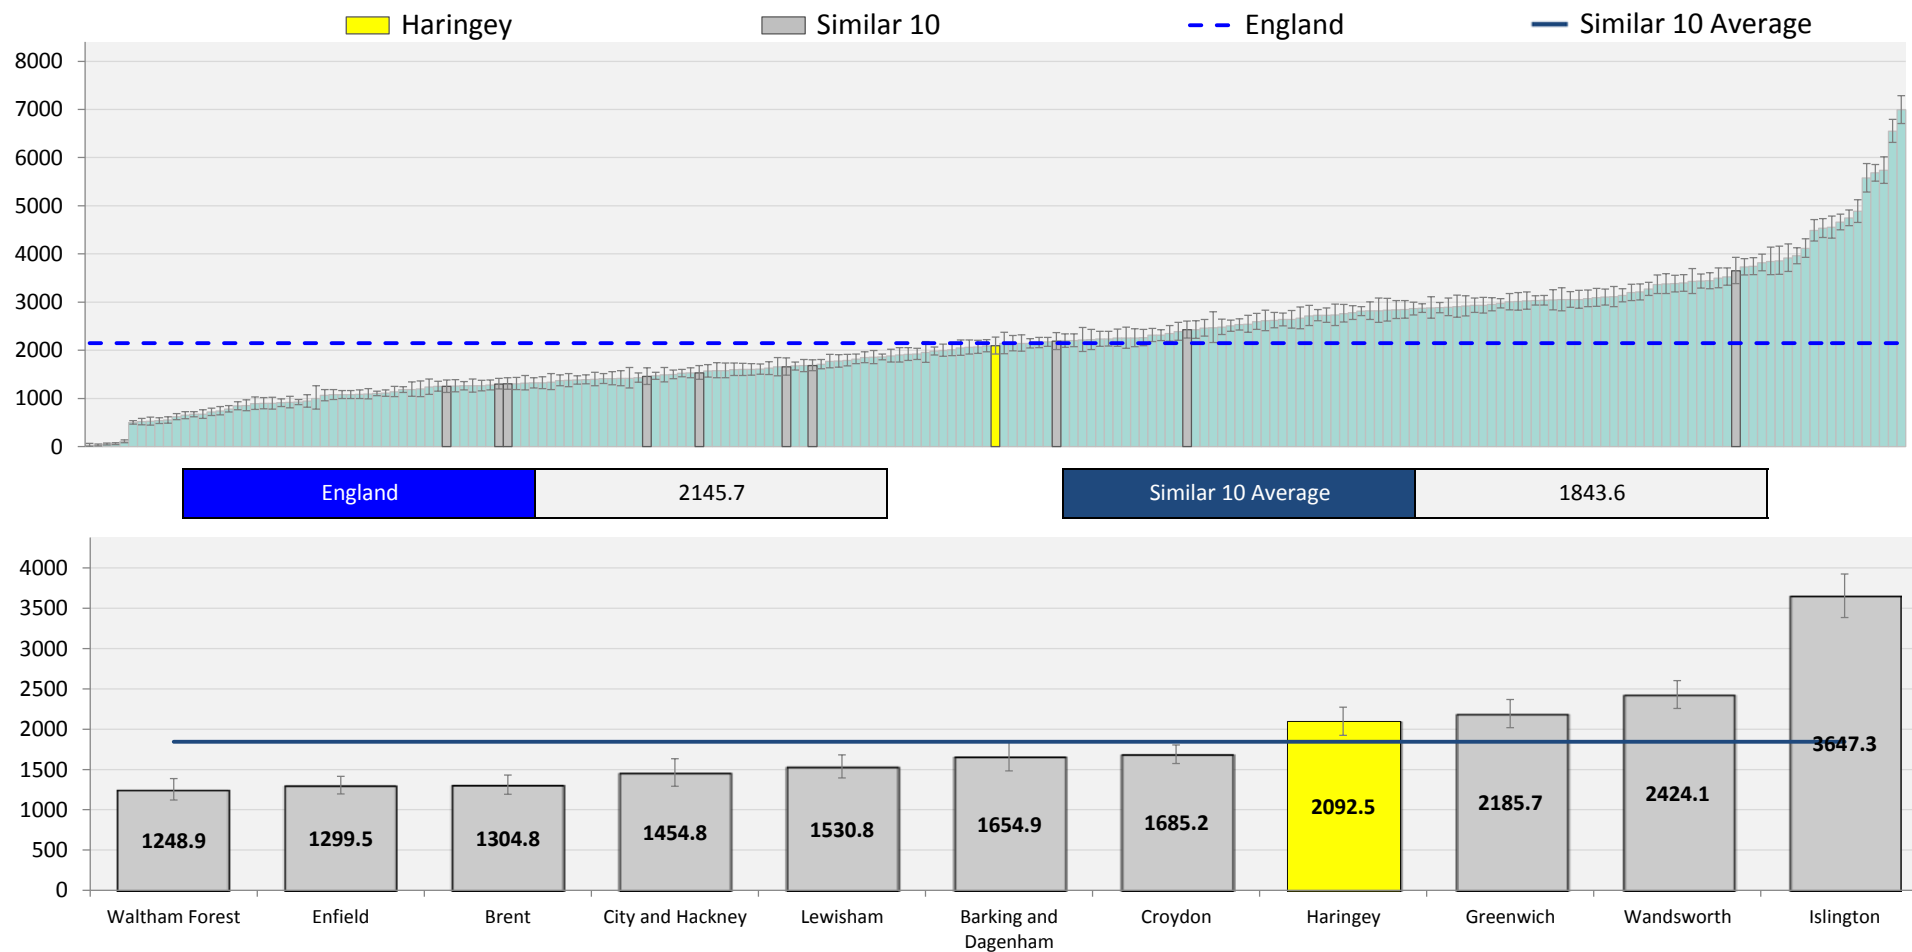 Haringey
Similar 10
England
Similar 10 Average
8000
7000
6000
5000
4000
3000
2000
1000
0
England 2145.7
Similar 10 Average 1843.6
4000
3500
3000
2500
2000
1500
1000
500
0
1248.9
1299.5
1304.8
1454.8
1530.8
1654.9
1685.2
2092.5
2185.7
2424.1
3647.3
Waltham Forest
Enfield
Brent
City and Hackney
Lewisham
Barking and
Dagenham
Croydon
Haringey
Greenwich
Wandsworth
Islington